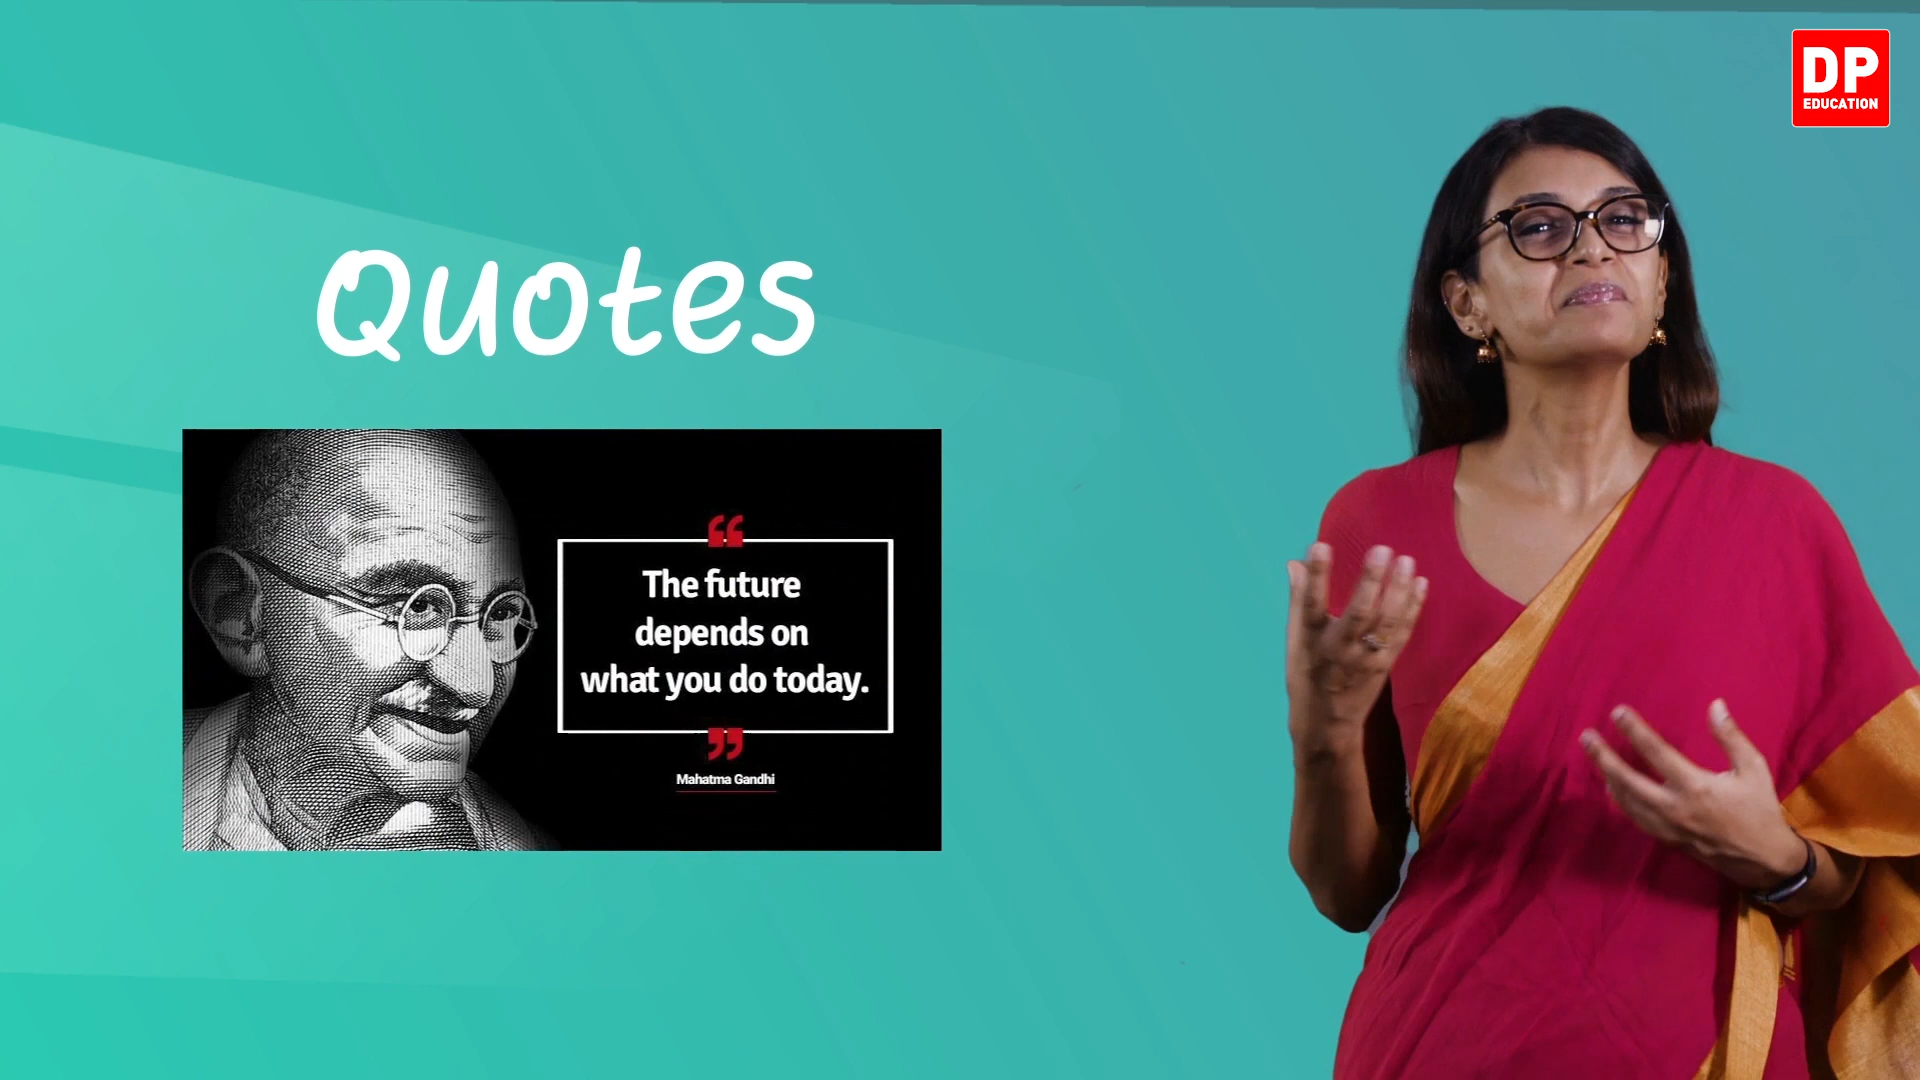 DP
EDUCATION
Quotes
“
The future
depends on
what you do today.
”
Mahatma Gandhi